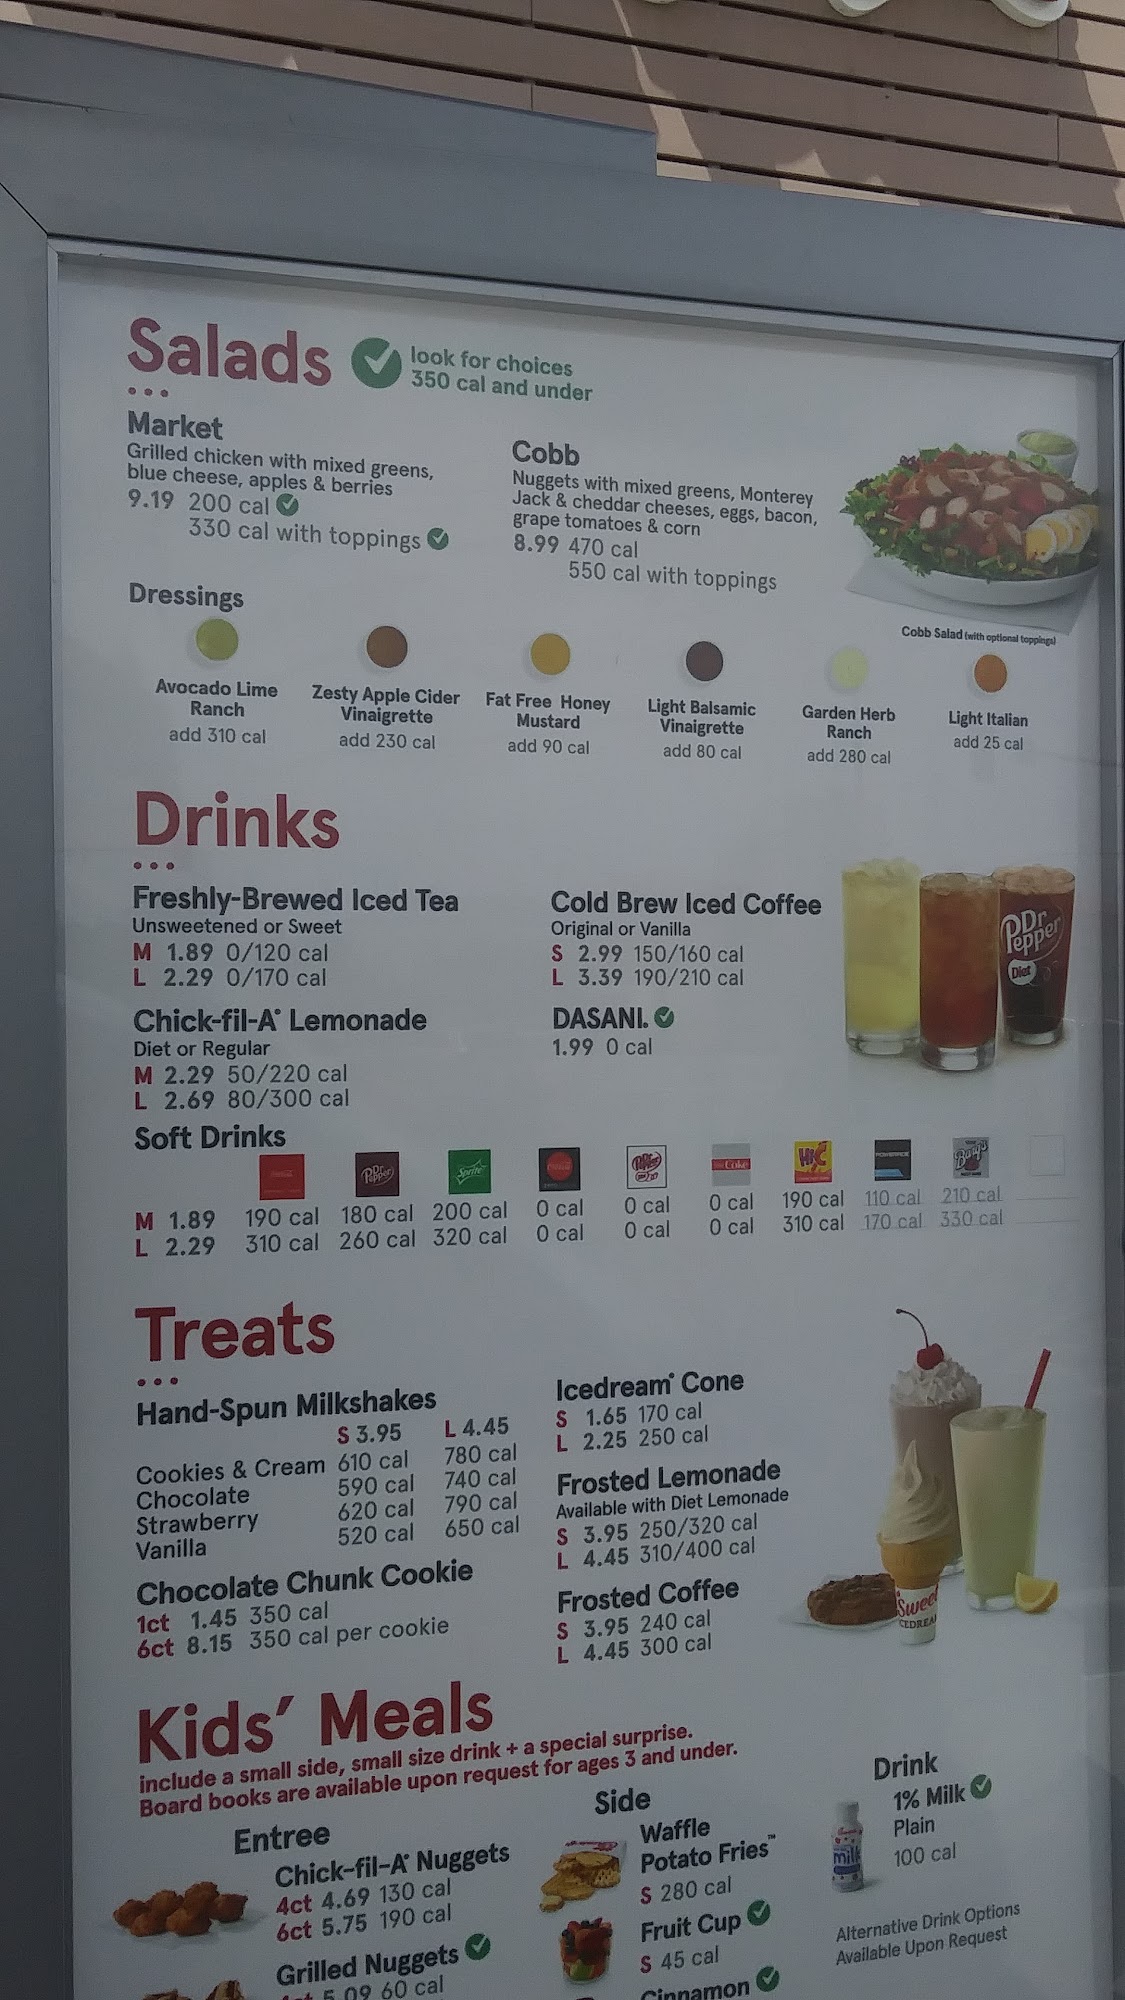 Salads
look for choices
350 cal and under
Market
Grilled chicken with mixed greens,
blue cheese, apples & berries
9.19 200 cal
330 cal with toppings
Cobb
Nuggets with mixed greens, Monterey
Jack & cheddar cheeses, eggs, bacon,
grape tomatoes & corn
8.99 470 cal
550 cal with toppings
Cobb Salad (with optional toppings)
Dressings
Avocado Lime
Ranch
add 310 cal
Zesty Apple Cider
Vinaigrette
add 230 cal
Fat Free Honey
Mustard
add 90 cal
Light Balsamic
Vinaigrette
add 80 cal
Garden Herb
Ranch
add 280 cal
Light Italian
add 25 cal
Drinks
Freshly-Brewed Iced Tea
Unsweetened or Sweet
M 1.89 0/120 cal
L 2.29 0/170 cal
Chick-fil-A® Lemonade
Diet or Regular
M 2.29 50/220 cal
L 2.69 80/300 cal
Cold Brew Iced Coffee
Original or Vanilla
S 2.99 150/160 cal
L 3.39 190/210 cal
DASANI.
1.99 0 cal
Dr
Pepper
Diet
Soft Drinks
Dr Pepper
Sprite
Coke
Hi-C
POWERADE
Barq's
M 1.89 190 cal 180 cal 200 cal 0 cal 0 cal 0 cal 190 cal 110 cal 210 cal
L 2.29 310 cal 260 cal 320 cal 0 cal 0 cal 0 cal 310 cal 170 cal 330 cal
Treats
Hand-Spun Milkshakes
S 3.95 L 4.45
Cookies & Cream 610 cal 780 cal
Chocolate 590 cal 740 cal
Strawberry 620 cal 790 cal
Vanilla 520 cal 650 cal
Chocolate Chunk Cookie
1ct 1.45 350 cal
6ct 8.15 350 cal per cookie
Icedream® Cone
S 1.65 170 cal
L 2.25 250 cal
Frosted Lemonade
Available with Diet Lemonade
S 3.95 250/320 cal
L 4.45 310/400 cal
Frosted Coffee
S 3.95 240 cal
L 4.45 300 cal
Kids' Meals
include a small side, small size drink + a special surprise.
Board books are available upon request for ages 3 and under.
Entree
Chick-fil-A® Nuggets
4ct 4.69 130 cal
6ct 5.75 190 cal
Grilled Nuggets
5.09 60 cal
Side
Waffle
Potato Fries™
S 280 cal
Fruit Cup
S 45 cal
Cinnamon
Drink
1% Milk
Plain
100 cal
milk
Alternative Drink Options
Available Upon Request